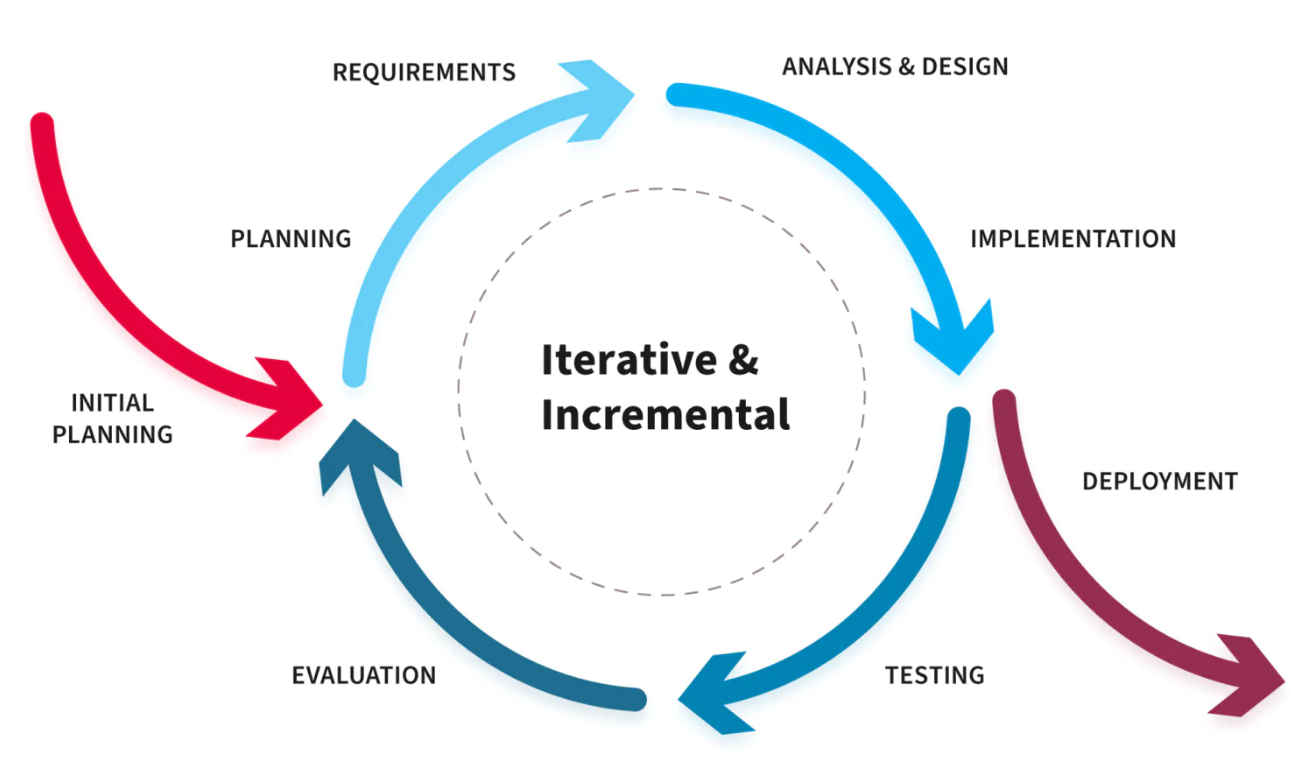 REQUIREMENTS
ANALYSIS & DESIGN
PLANNING
IMPLEMENTATION
Iterative &
Incremental
INITIAL
PLANNING
DEPLOYMENT
EVALUATION
TESTING